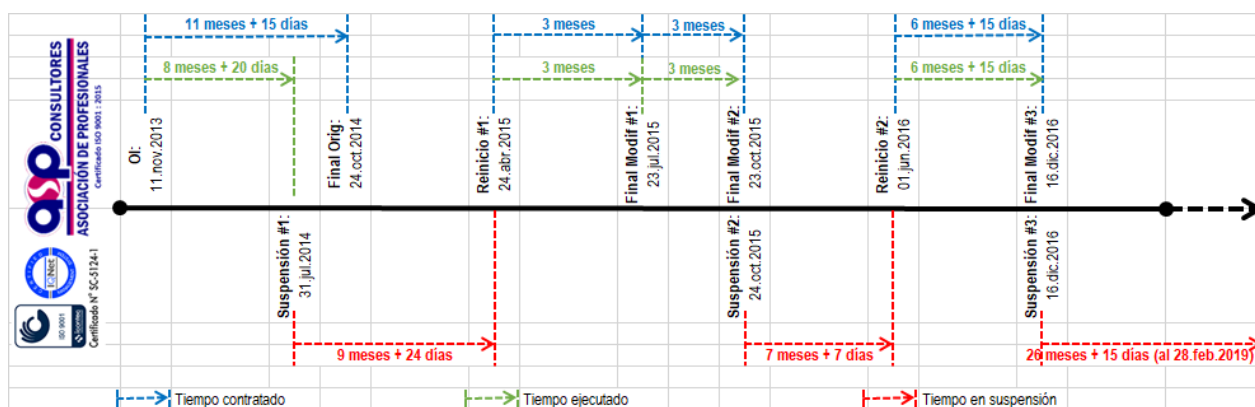 asp CONSULTORES
ASOCIACIÓN DE PROFESIONALES
Certificado ISO 9001 : 2015
IQNet
ISO 9001
icontec
Certificado N° SC-5124-1
11 meses + 15 días
3 meses
3 meses
6 meses + 15 días
8 meses + 20 días
3 meses
3 meses
6 meses + 15 días
OI:
11.nov.2013
Final Orig:
24.oct.2014
Reinicio #1:
24.abr.2015
Final Modif #1:
23.jul.2015
Final Modif #2:
23.oct.2015
Reinicio #2:
01.jun.2016
Final Modif #3:
16.dic.2016
Suspensión #1:
31.jul.2014
Suspensión #2:
24.oct.2015
Suspensión #3:
16.dic.2016
9 meses + 24 días
7 meses + 7 días
26 meses + 15 días (al 28.feb.2019)
Tiempo contratado
Tiempo ejecutado
Tiempo en suspensión